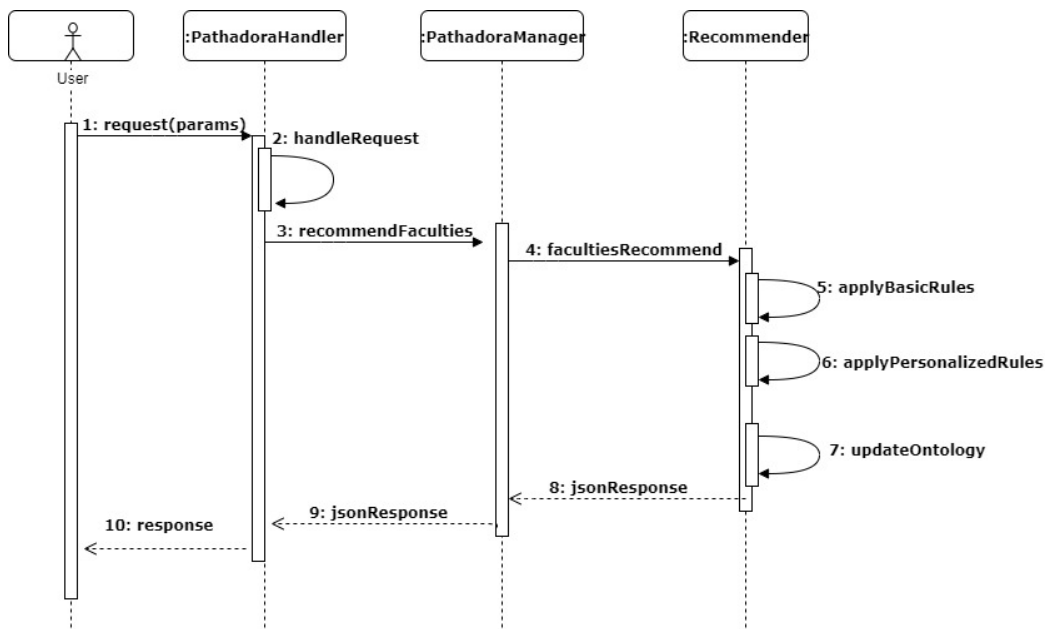 :PathadoraHandler
:PathadoraManager
:Recommender
User
1: request(params)
2: handleRequest
3: recommendFaculties
4: facultiesRecommend
5: applyBasicRules
6: applyPersonalizedRules
7: updateOntology
8: jsonResponse
9: jsonResponse
10: response